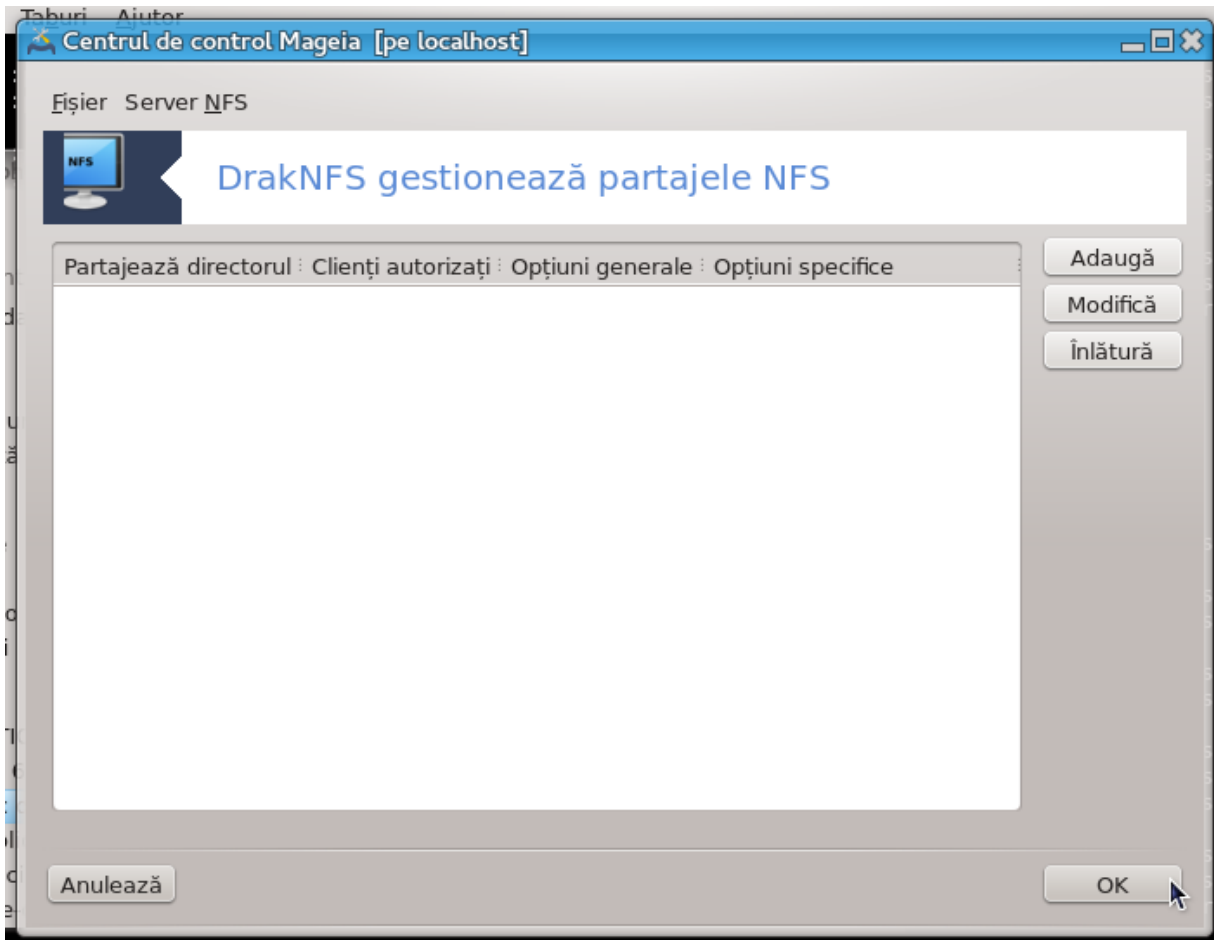 Taburi Ajutor
Centrul de control Mageia [pe localhost]
Fișier Server NFS
NFS
DrakNFS gestionează partajele NFS
Partajează directorul Clienți autorizați Opțiuni generale Opțiuni specifice
Adaugă
Modifică
Înlătură
Anulează
OK